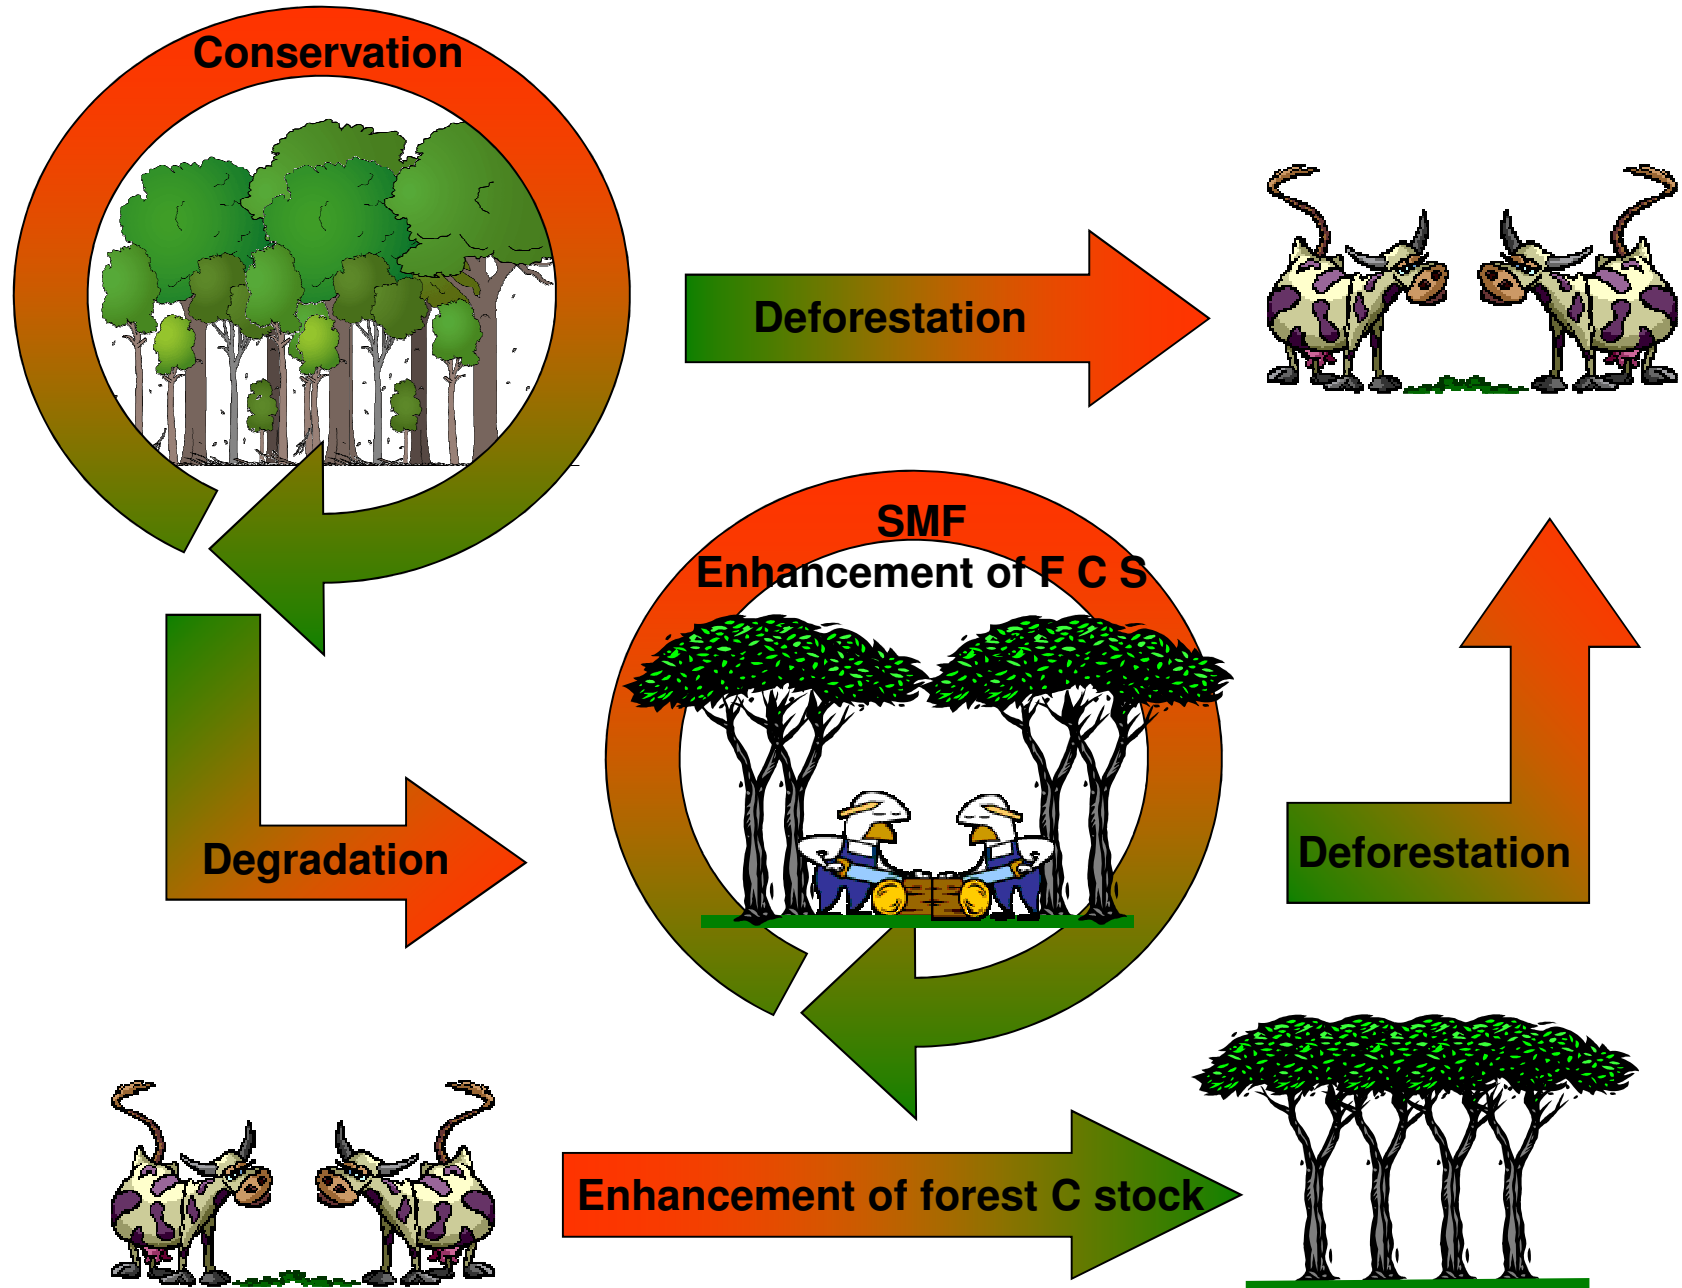 Conservation
Deforestation
SMF
Enhancement of F C S
Degradation
Deforestation
Enhancement of forest C stock